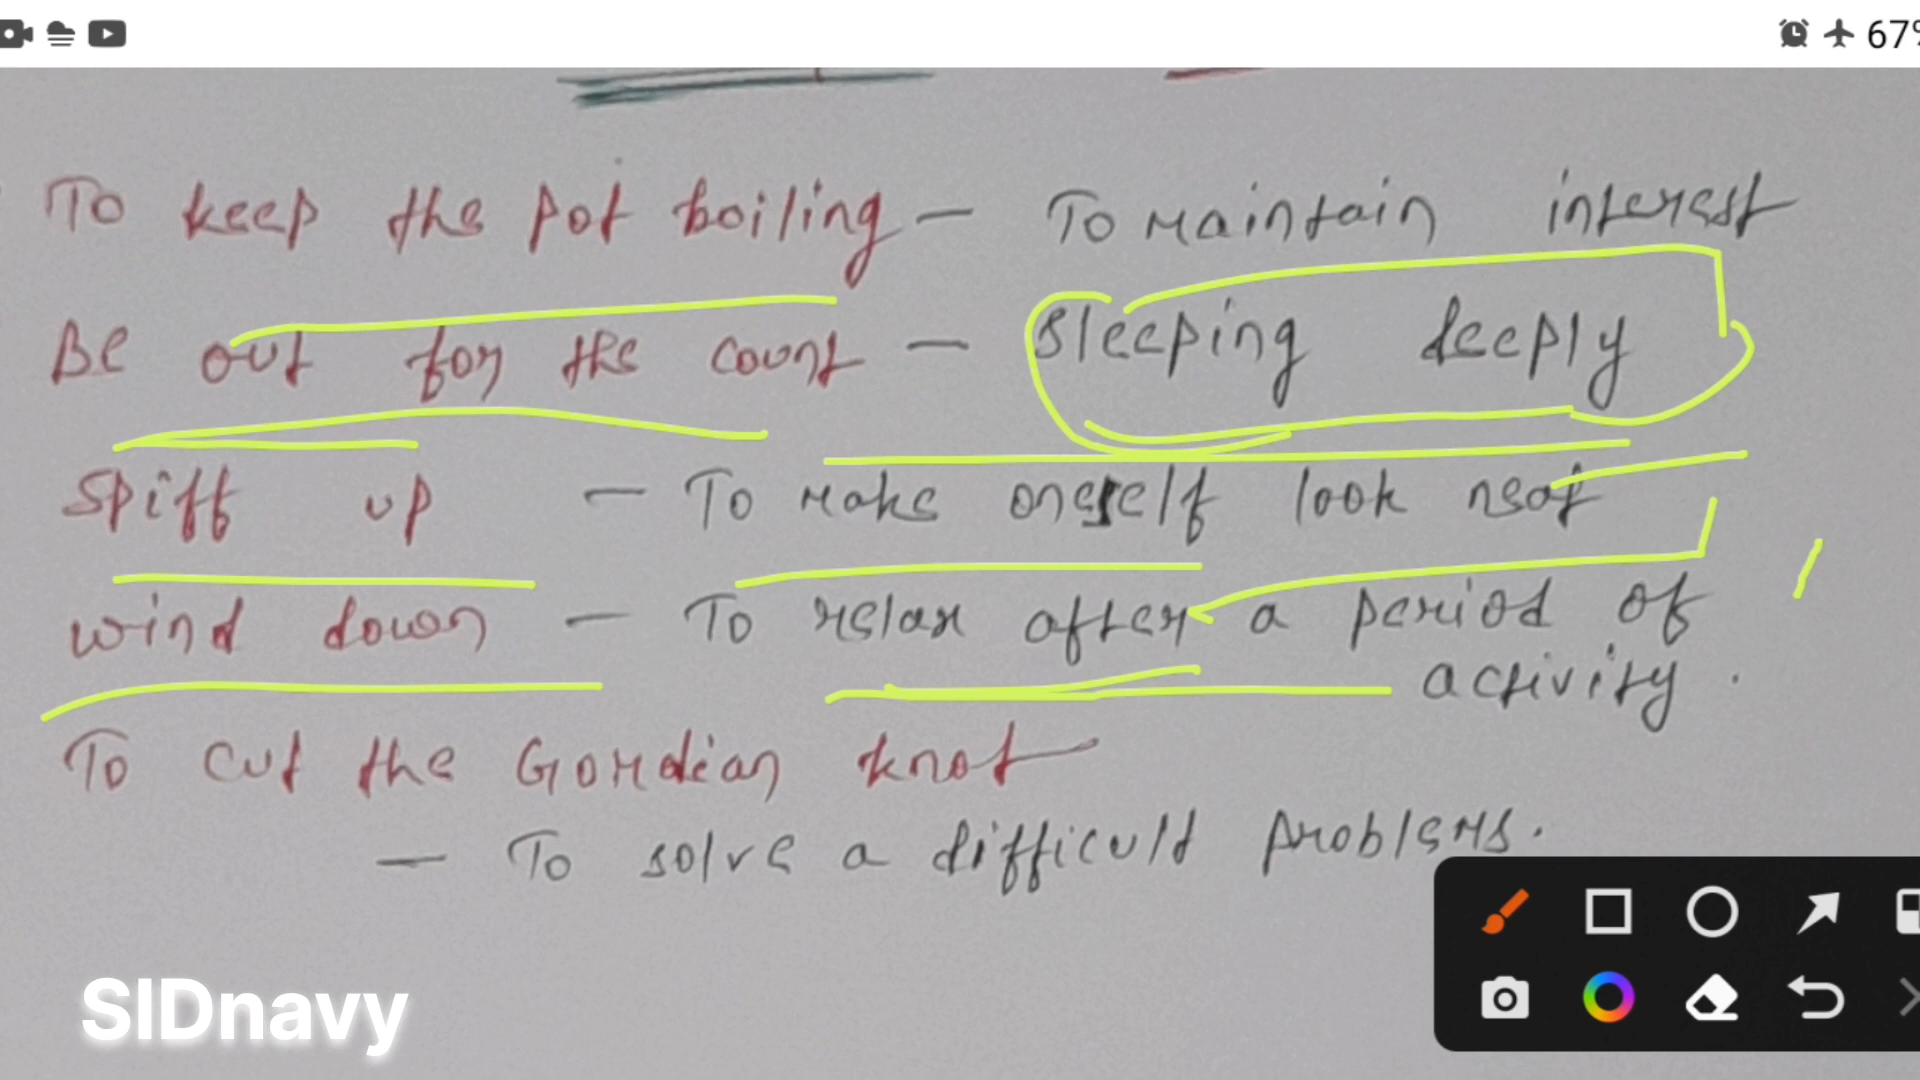 67%
To keep the pot boiling — To maintain interest
Be out for the count — Sleeping deeply
Spiff up — To make oneself look neat
wind down — To relax after a period of
activity.
To cut the Gordian knot
— To solve a difficult problems.
SIDnavy